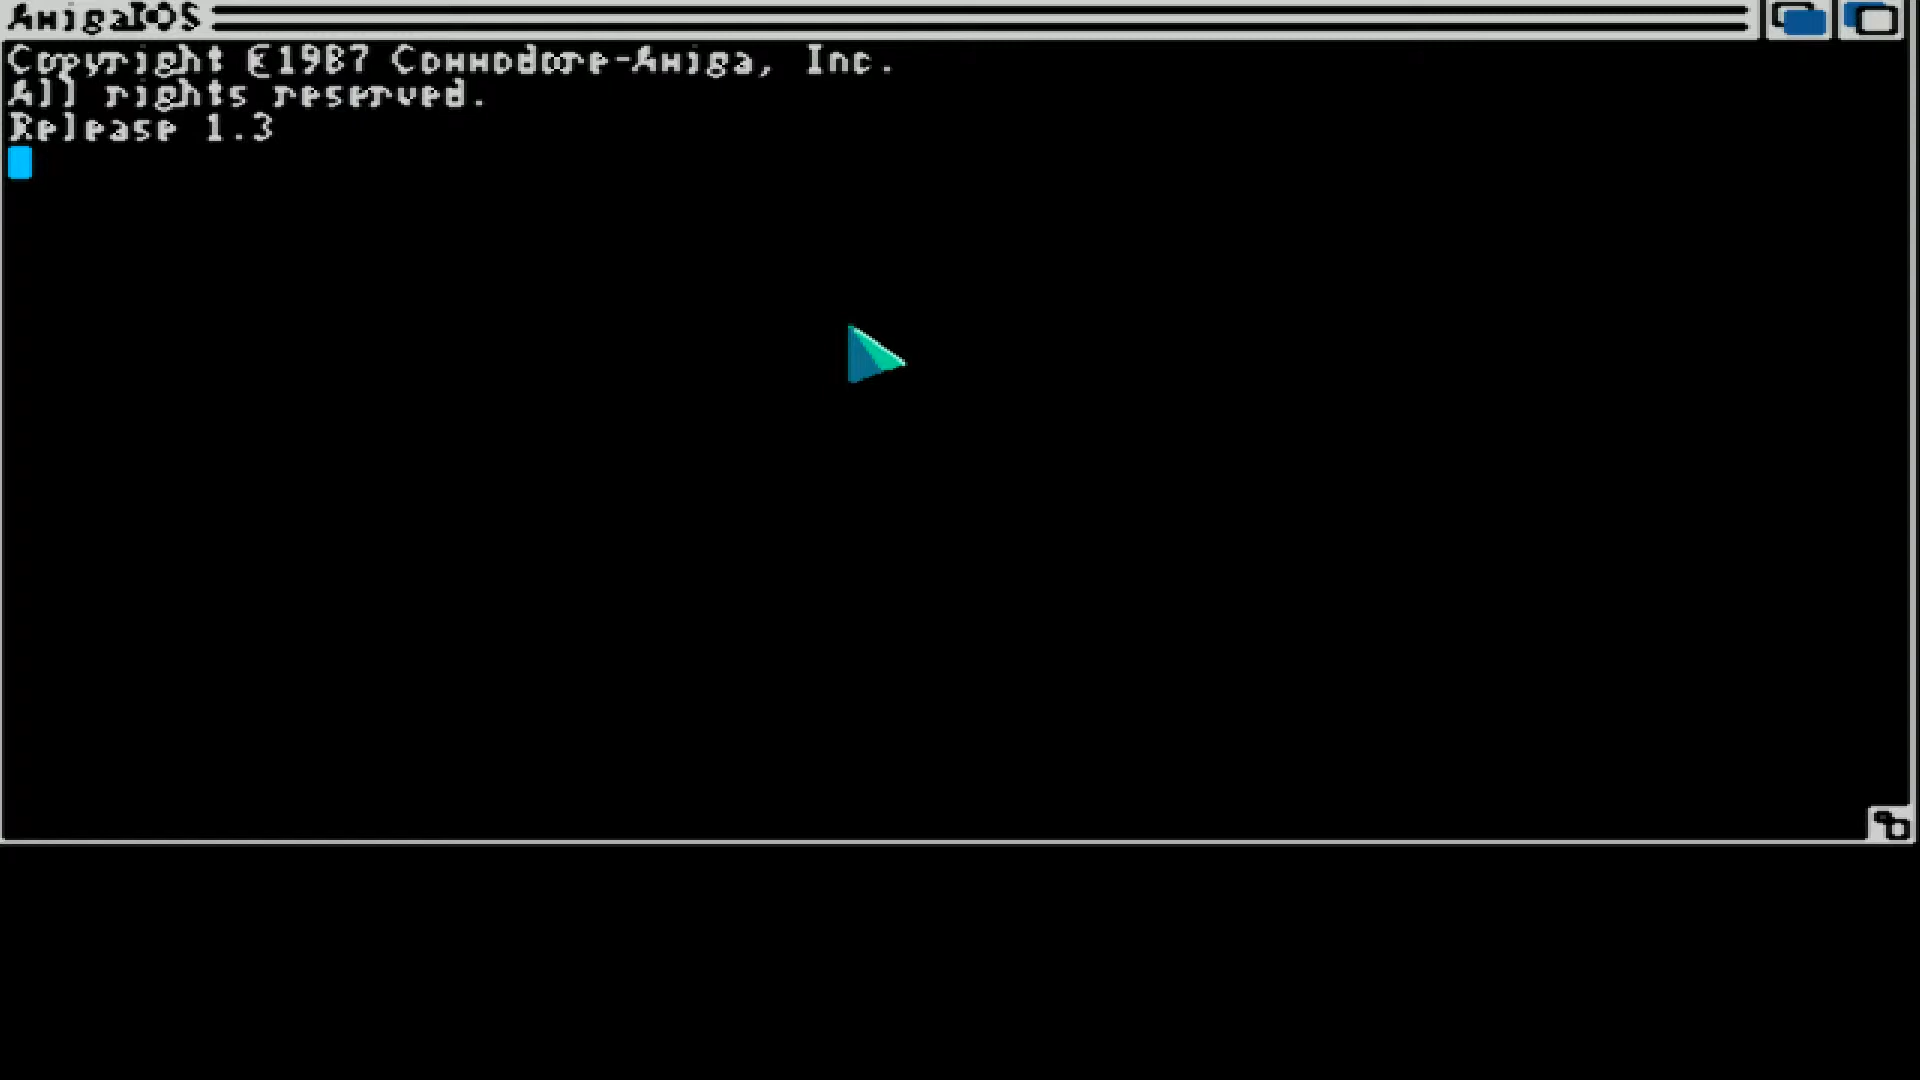 AmigaDOS
Copyright ©1987 Commodore-Amiga, Inc.
All rights reserved.
Release 1.3